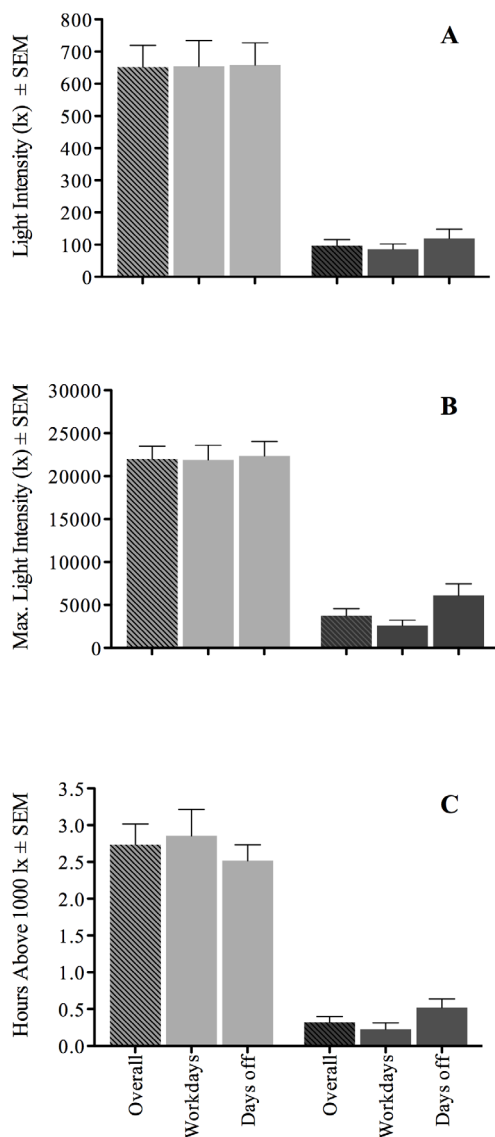 A
Light Intensity (lx) ± SEM
800
700
600
500
400
300
200
100
0
B
Max. Light Intensity (lx) ± SEM
30000
25000
20000
15000
10000
5000
0
C
Hours Above 1000 lx ± SEM
3.5
3.0
2.5
2.0
1.5
1.0
0.5
0.0
Overall
Workdays
Days off
Overall
Workdays
Days off